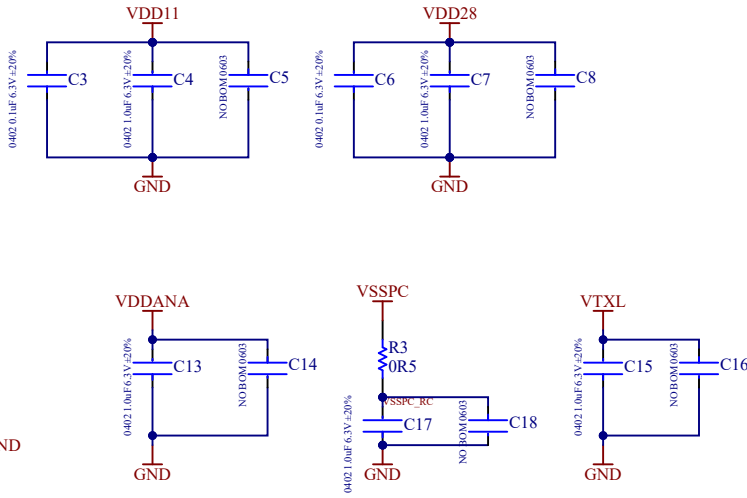 VDD11
VDD28
0402 0.1uF 6.3V ±20%
C3
0402 1.0uF 6.3V ±20%
C4
NO BOM 0603
C5
0402 0.1uF 6.3V ±20%
C6
0402 1.0uF 6.3V ±20%
C7
NO BOM 0603
C8
GND
GND
VDDANA
VSSPC
VTXL
0402 1.0uF 6.3V ±20%
C13
NO BOM 0603
C14
R3
0R5
VSSPC_RC
0402 1.0uF 6.3V ±20%
C17
NO BOM 0603
C18
0402 1.0uF 6.3V ±20%
C15
NO BOM 0603
C16
ND
GND
GND
GND